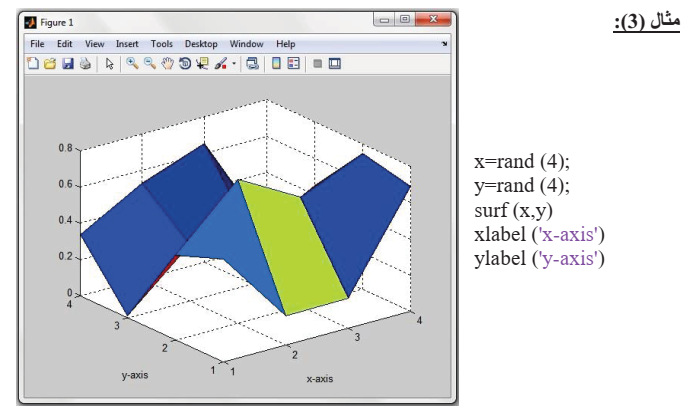 مثال (3):
Figure 1
File Edit View Insert Tools Desktop Window Help
0.8
0.6
0.4
0.2
0
4
3
2
1
1
2
3
4
y-axis
x-axis
x=rand (4);
y=rand (4);
surf (x,y)
xlabel ('x-axis')
ylabel ('y-axis')